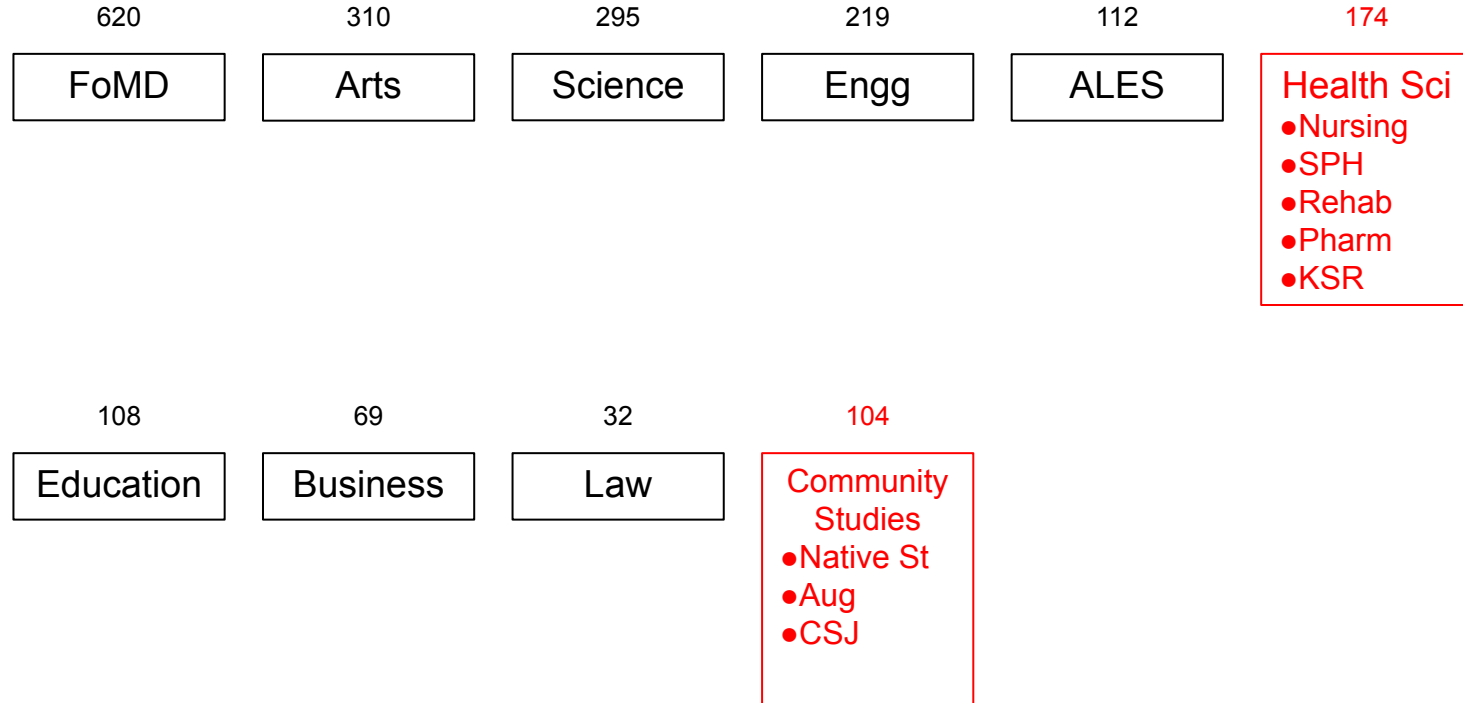 620 310 295 219 112 174
FoMD Arts Science Engg ALES Health Sci
●Nursing
●SPH
●Rehab
●Pharm
●KSR
108 69 32 104
Education Business Law Community
Studies
●Native St
●Aug
●CSJ